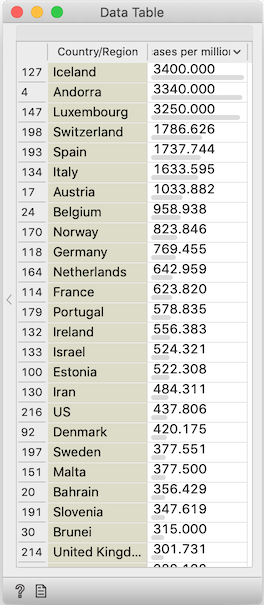 Data Table
Country/Region ases per million
127 Iceland 3400.000
4 Andorra 3340.000
147 Luxembourg 3250.000
198 Switzerland 1786.626
193 Spain 1737.744
134 Italy 1633.595
17 Austria 1033.882
24 Belgium 958.938
170 Norway 823.846
118 Germany 769.455
164 Netherlands 642.959
114 France 623.820
179 Portugal 578.835
132 Ireland 556.383
133 Israel 524.321
100 Estonia 522.308
130 Iran 484.311
216 US 437.806
92 Denmark 420.175
197 Sweden 377.551
151 Malta 377.500
20 Bahrain 356.429
191 Slovenia 347.619
30 Brunei 315.000
214 United Kingd... 301.731
?